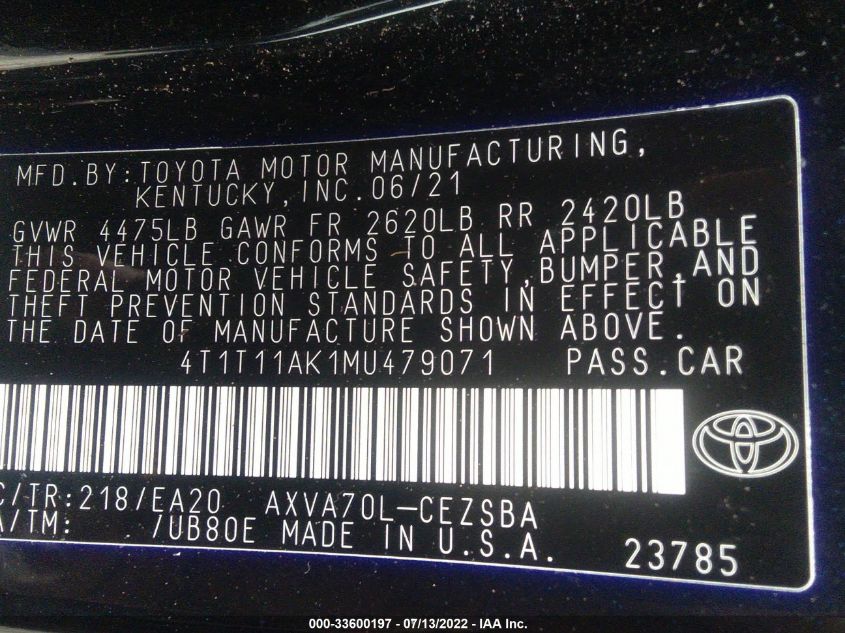 MFD.BY:TOYOTA MOTOR MANUFACTURING,
KENTUCKY,INC.06/21
GVWR 4475LB GAWR FR 2620LB RR 2420LB
THIS VEHICLE CONFORMS TO ALL APPLICABLE
FEDERAL MOTOR VEHICLE SAFETY,BUMPER,AND
THEFT PREVENTION STANDARDS IN EFFECT ON
THE DATE OF MANUFACTURE SHOWN ABOVE.
4T1T11AK1MU479071 PASS.CAR
C/TR:218/EA20 AXVA70L-CEZSBA
A/TM: /UB80E MADE IN U.S.A. 23785
000-33600197 - 07/13/2022 - IAA Inc.